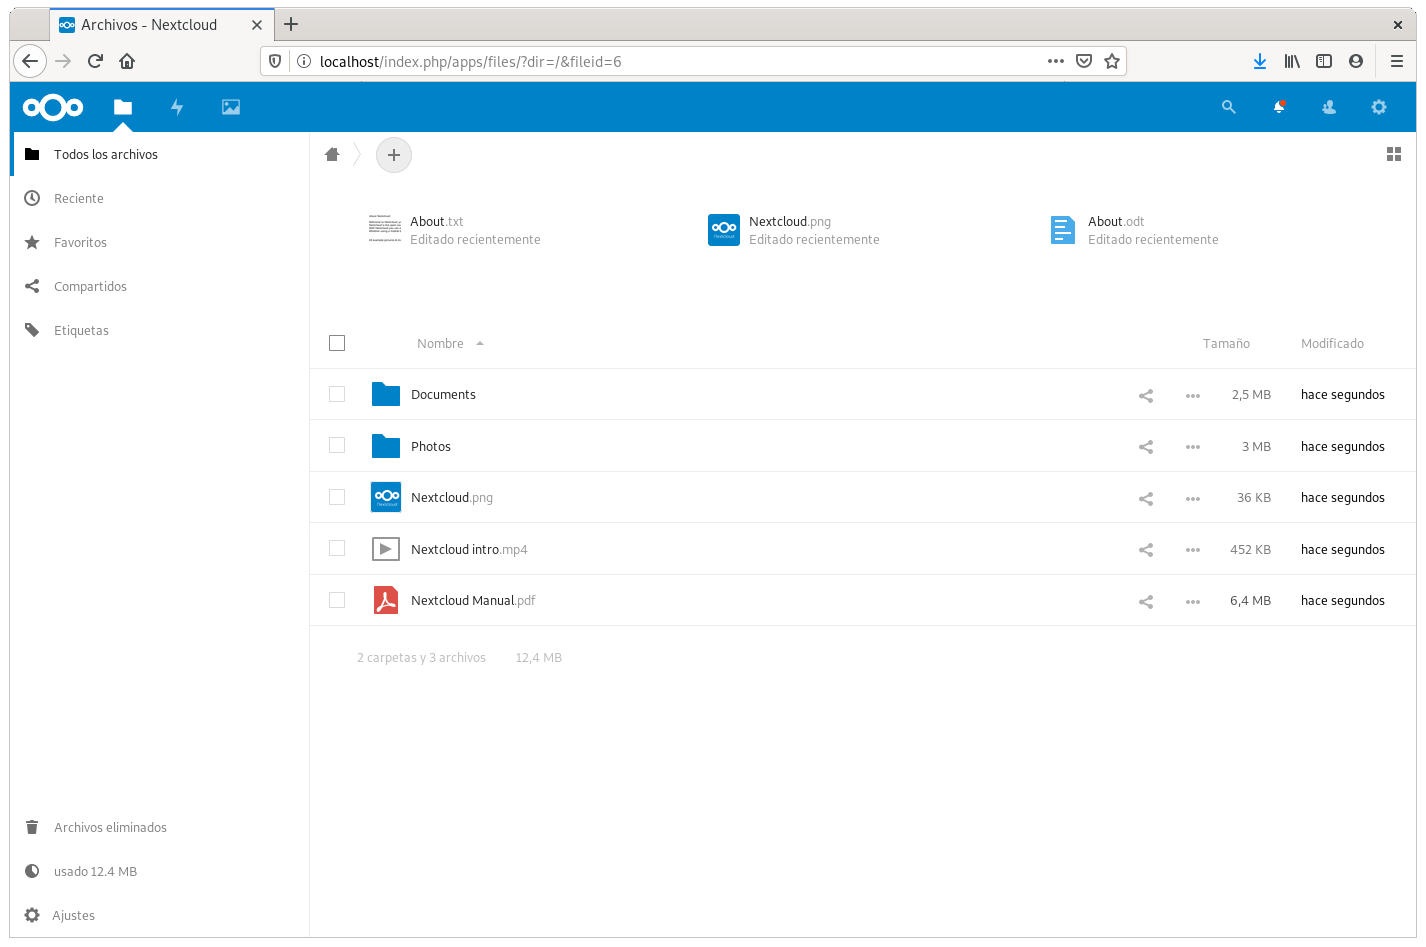 Archivos - Nextcloud
localhost/index.php/apps/files/?dir=/&fileid=6
Todos los archivos
Reciente
Favoritos
Compartidos
Etiquetas
Archivos eliminados
usado 12.4 MB
Ajustes
About.txt
Editado recientemente
Nextcloud.png
Editado recientemente
About.odt
Editado recientemente
Nombre Tamaño Modificado
Documents 2,5 MB hace segundos
Photos 3 MB hace segundos
Nextcloud.png 36 KB hace segundos
Nextcloud intro.mp4 452 KB hace segundos
Nextcloud Manual.pdf 6,4 MB hace segundos
2 carpetas y 3 archivos 12,4 MB